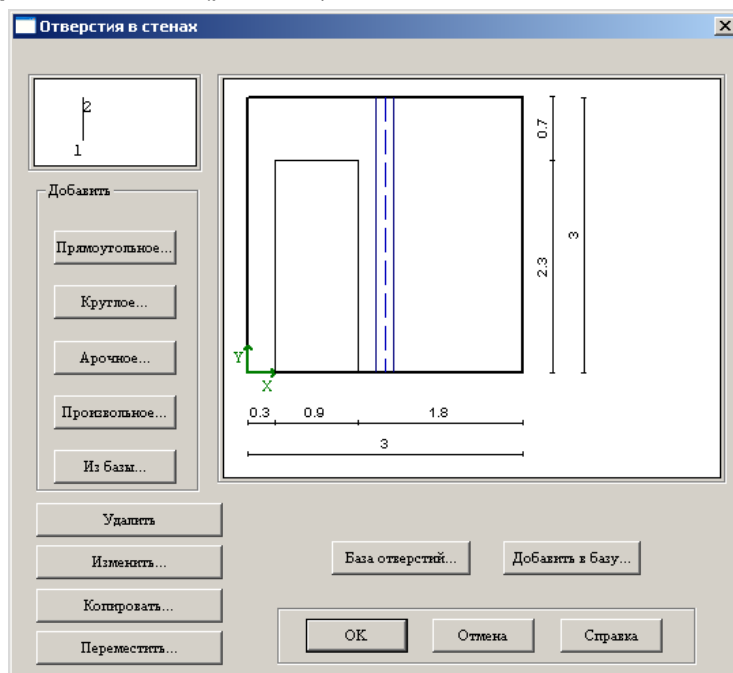 Отверстия в стенах
2
1
Добавить
Прямоугольное...
Круглое...
Арочное...
Произвольное...
Из базы...
Удалить
Изменить...
Копировать...
Переместить...
0.7
2.3
3
Y
X
0.3 0.9 1.8
3
База отверстий...
Добавить в базу...
OK
Отмена
Справка